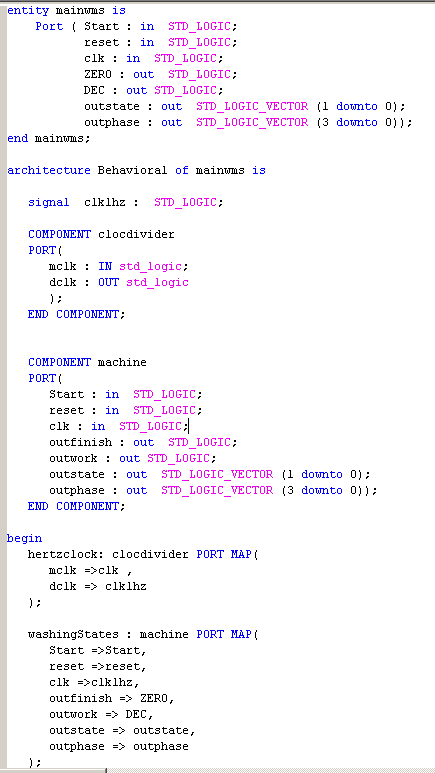 entity mainwms is
    Port ( Start : in  STD_LOGIC;
           reset : in  STD_LOGIC;
           clk : in  STD_LOGIC;
           ZERO : out  STD_LOGIC;
           DEC : out STD_LOGIC;
           outstate : out  STD_LOGIC_VECTOR (1 downto 0);
           outphase : out  STD_LOGIC_VECTOR (3 downto 0));
end mainwms;
architecture Behavioral of mainwms is
   signal  clklhz :  STD_LOGIC;
   COMPONENT clocdivider
   PORT(
      mclk : IN std_logic;
      dclk : OUT std_logic
      );
   END COMPONENT;
   COMPONENT machine
   PORT(
      Start : in  STD_LOGIC;
      reset : in  STD_LOGIC;
      clk : in  STD_LOGIC;
      outfinish : out  STD_LOGIC;
      outwork : out STD_LOGIC;
      outstate : out  STD_LOGIC_VECTOR (1 downto 0);
      outphase : out  STD_LOGIC_VECTOR (3 downto 0));
   END COMPONENT;
begin
   hertzclock: clocdivider PORT MAP(
      mclk =>clk ,
      dclk => clklhz
   );
   washingStates : machine PORT MAP(
      Start =>Start,
      reset =>reset,
      clk =>clklhz,
      outfinish => ZERO,
      outwork => DEC,
      outstate => outstate,
      outphase => outphase
   );